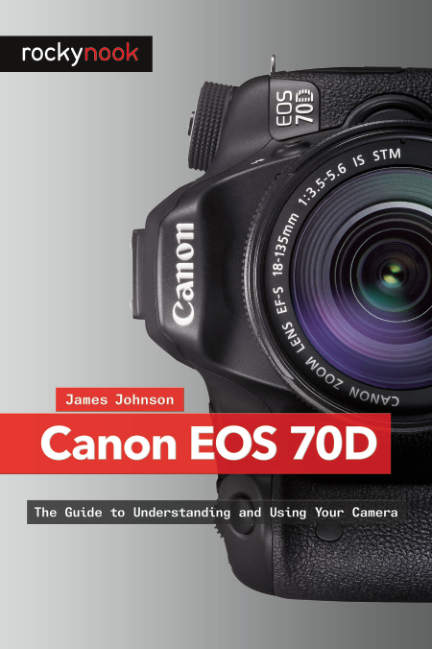 rockynook
EOS
70D
Canon
CANON ZOOM LENS EF-S 18-135mm 1:3.5-5.6 IS STM
James Johnson
Canon EOS 70D
The Guide to Understanding and Using Your Camera